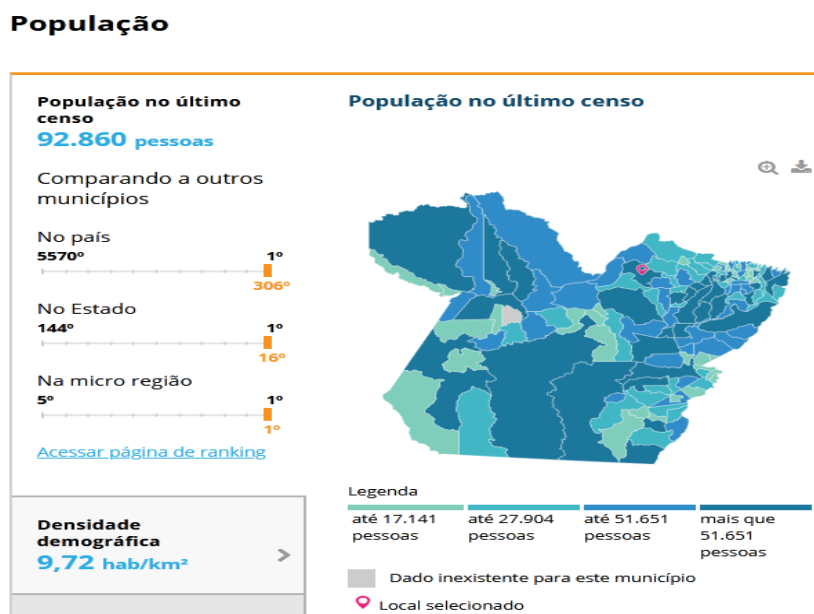 População
População no último
censo
92.860 pessoas
Comparando a outros
municípios
No país
5570º 1º
306º
No Estado
144º 1º
16º
Na micro região
5º 1º
1º
Acessar página de ranking
Densidade
demográfica
9,72 hab/km²
População no último censo
Legenda
até 17.141
pessoas
até 27.904
pessoas
até 51.651
pessoas
mais que
51.651
pessoas
Dado inexistente para este município
Local selecionado